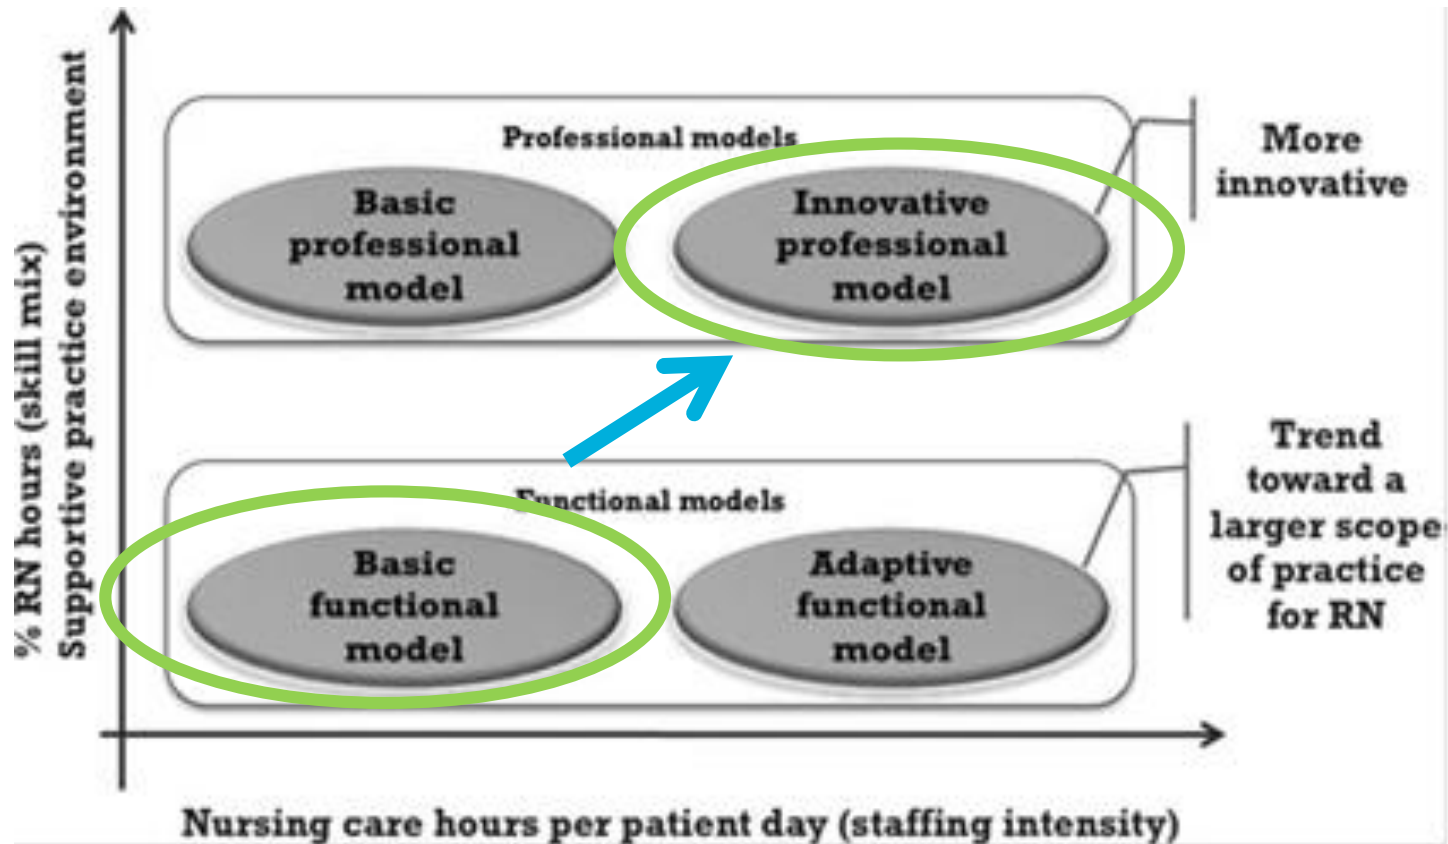 % RN hours (skill mix)
Supportive practice environment
Professional models
Basic
professional
model
Innovative
professional
model
More
innovative
Functional models
Basic
functional
model
Adaptive
functional
model
Trend
toward a
larger scope
of practice
for RN
Nursing care hours per patient day (staffing intensity)